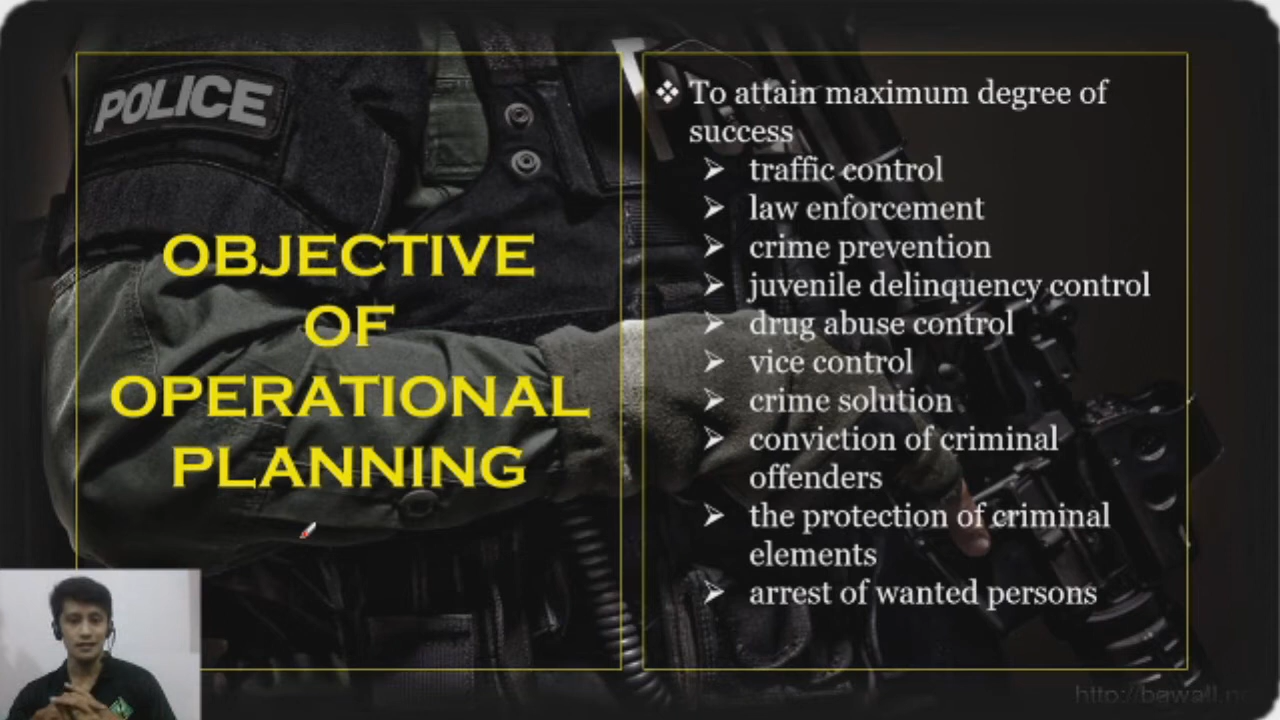 POLICE
OBJECTIVE
OF
OPERATIONAL
PLANNING
❖ To attain maximum degree of
success
➢ traffic control
➢ law enforcement
➢ crime prevention
➢ juvenile delinquency control
➢ drug abuse control
➢ vice control
➢ crime solution
➢ conviction of criminal
offenders
➢ the protection of criminal
elements
➢ arrest of wanted persons